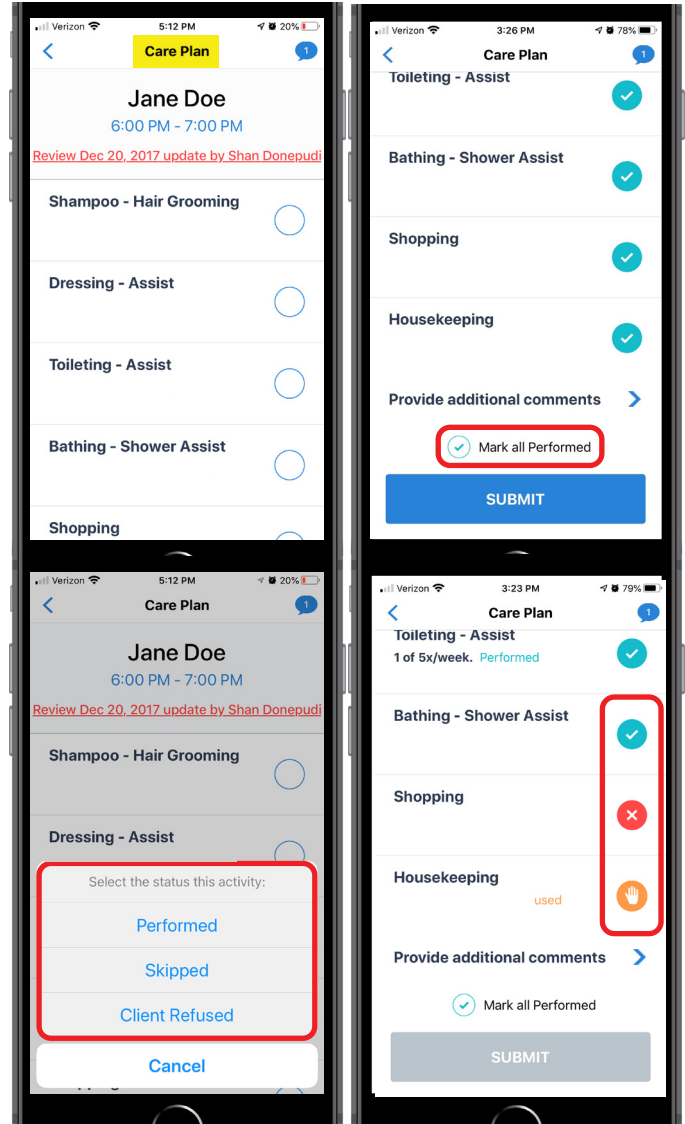 Verizon 5:12 PM 20%
Care Plan 1
Jane Doe
6:00 PM - 7:00 PM
Review Dec 20, 2017 update by Shan Donepudi
Shampoo - Hair Grooming
Dressing - Assist
Toileting - Assist
Bathing - Shower Assist
Shopping
Verizon 3:26 PM 78%
Care Plan 1
Toileting - Assist
Bathing - Shower Assist
Shopping
Housekeeping
Provide additional comments
Mark all Performed
SUBMIT
Verizon 5:12 PM 20%
Care Plan 1
Jane Doe
6:00 PM - 7:00 PM
Review Dec 20, 2017 update by Shan Donepudi
Shampoo - Hair Grooming
Dressing - Assist
Select the status this activity:
Performed
Skipped
Client Refused
Cancel
Verizon 3:23 PM 79%
Care Plan 1
Toileting - Assist
1 of 5x/week. Performed
Bathing - Shower Assist
Shopping
Housekeeping
used
Provide additional comments
Mark all Performed
SUBMIT